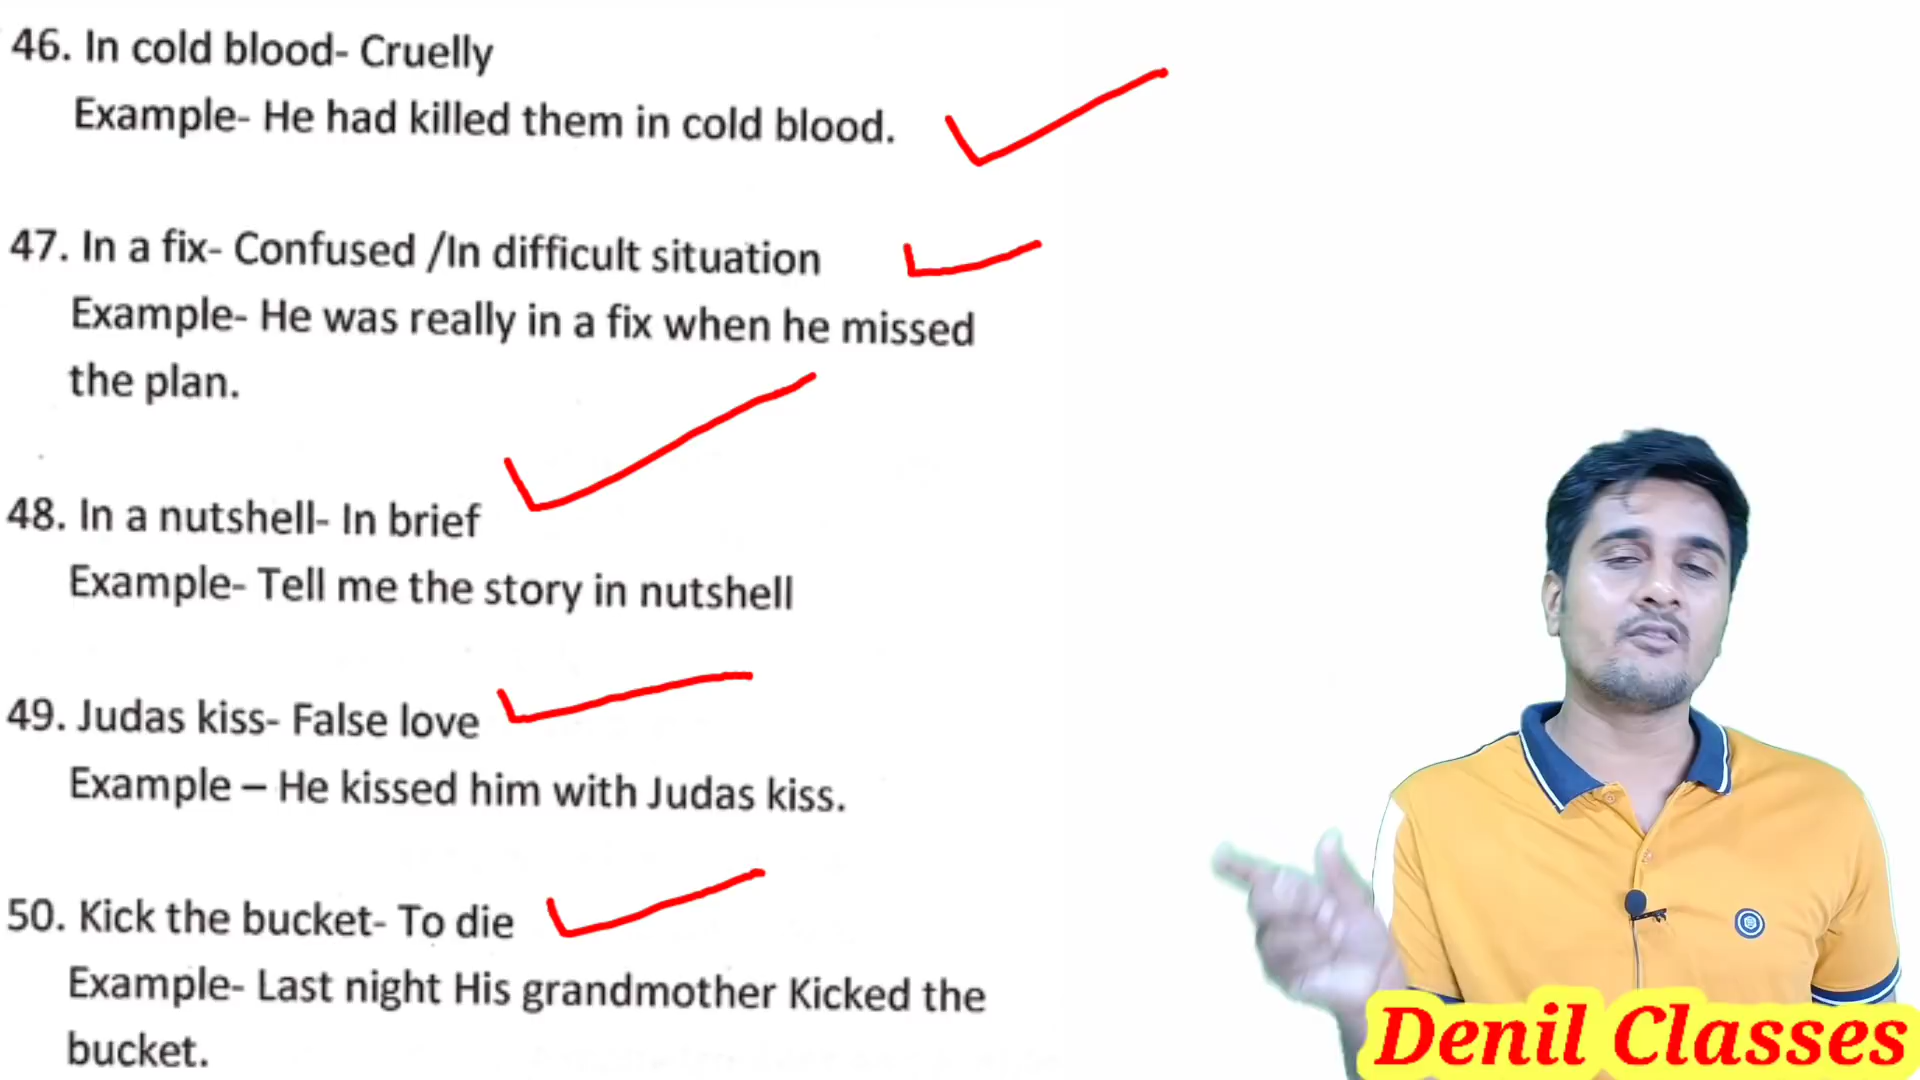 46. In cold blood- Cruelly
Example- He had killed them in cold blood.
47. In a fix- Confused /In difficult situation
Example- He was really in a fix when he missed
the plan.
48. In a nutshell- In brief
Example- Tell me the story in nutshell
49. Judas kiss- False love
Example – He kissed him with Judas kiss.
50. Kick the bucket- To die
Example- Last night His grandmother Kicked the
bucket.
Denil Classes